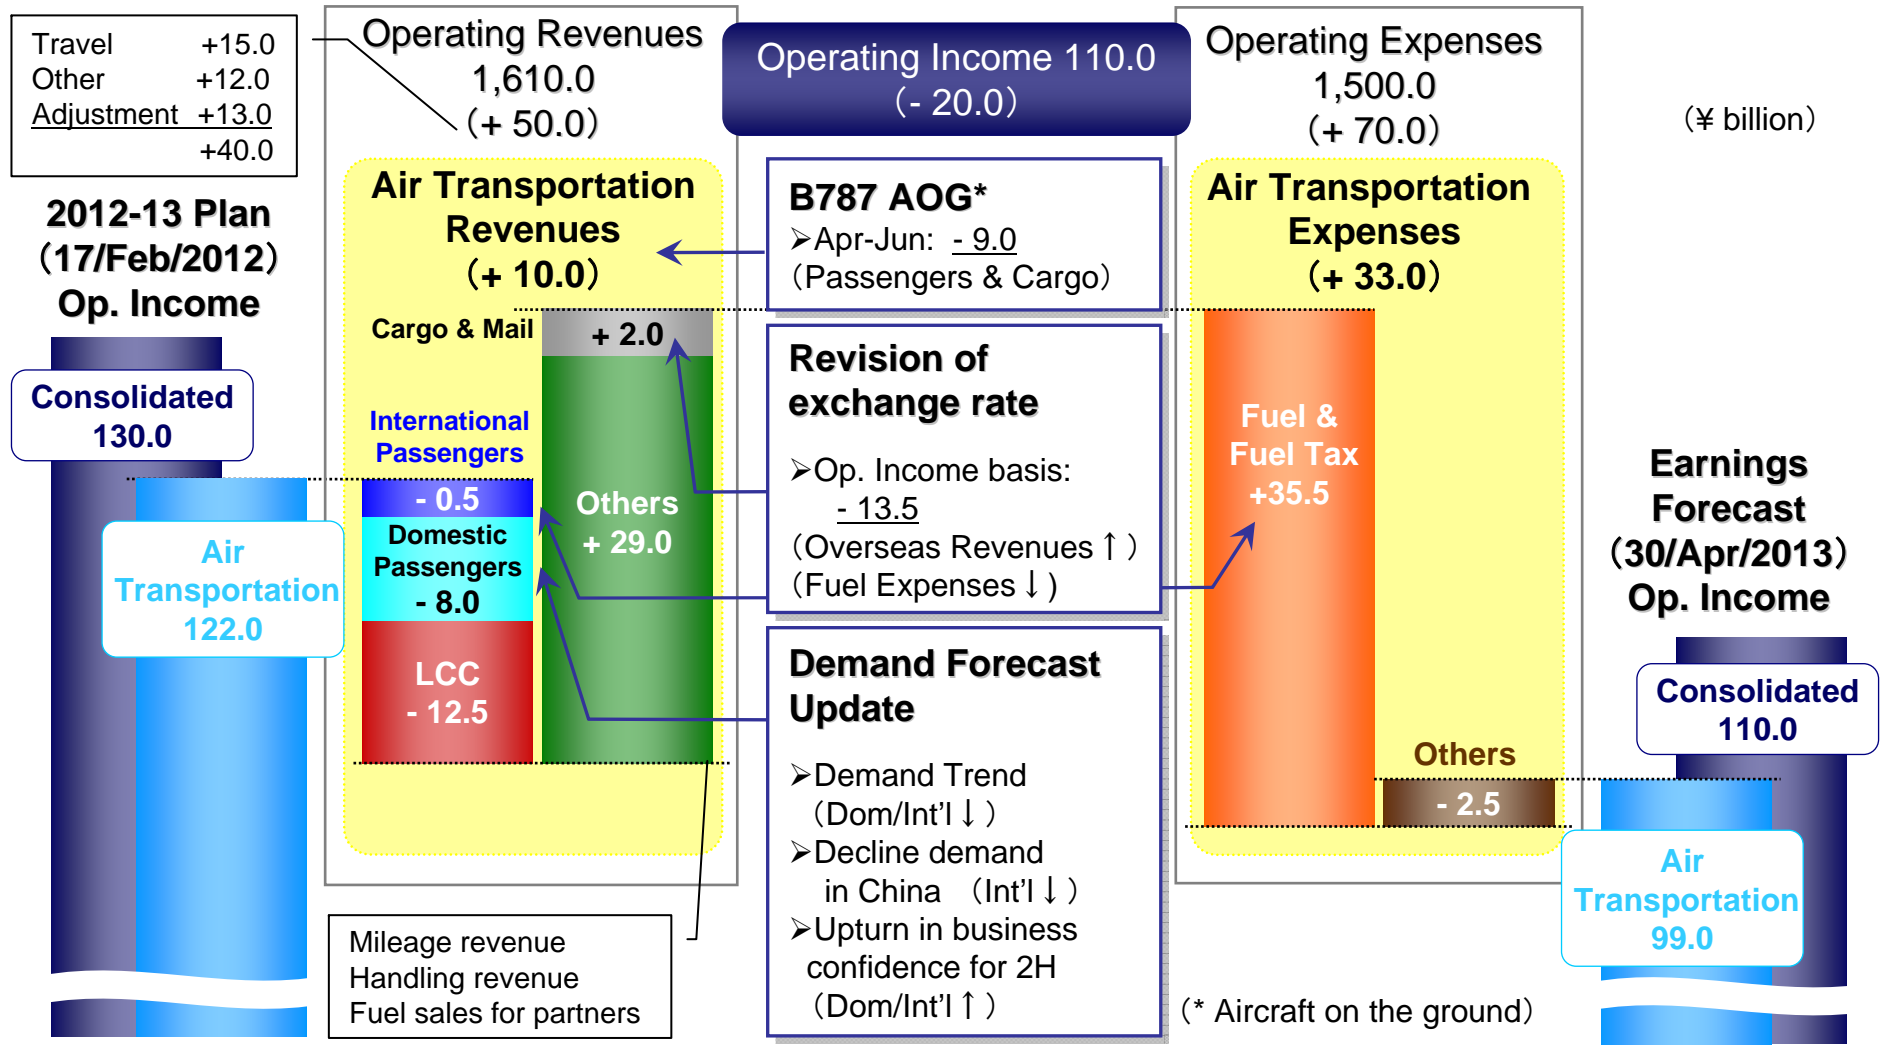 Travel +15.0
Other +12.0
Adjustment +13.0
+40.0
2012-13 Plan
（17/Feb/2012）
Op. Income
Consolidated
130.0
Air
Transportation
122.0
Operating Revenues
1,610.0
（+ 50.0）
Air Transportation
Revenues
（+ 10.0）
Cargo & Mail
+ 2.0
International
Passengers
- 0.5
Domestic
Passengers
- 8.0
LCC
- 12.5
Others
+ 29.0
Mileage revenue
Handling revenue
Fuel sales for partners
Operating Income 110.0
（- 20.0）
B787 AOG*
➢Apr-Jun: - 9.0
（Passengers & Cargo）
Revision of
exchange rate
➢Op. Income basis:
- 13.5
（Overseas Revenues↑）
（Fuel Expenses↓)
Demand Forecast
Update
➢Demand Trend
（Dom/Int'l↓）
➢Decline demand
in China （Int'l↓）
➢Upturn in business
confidence for 2H
（Dom/Int'l↑）
Operating Expenses
1,500.0
（+ 70.0）
Air Transportation
Expenses
（+ 33.0）
Fuel &
Fuel Tax
+35.5
Others
- 2.5
（* Aircraft on the ground）
（¥ billion）
Earnings
Forecast
（30/Apr/2013）
Op. Income
Consolidated
110.0
Air
Transportation
99.0